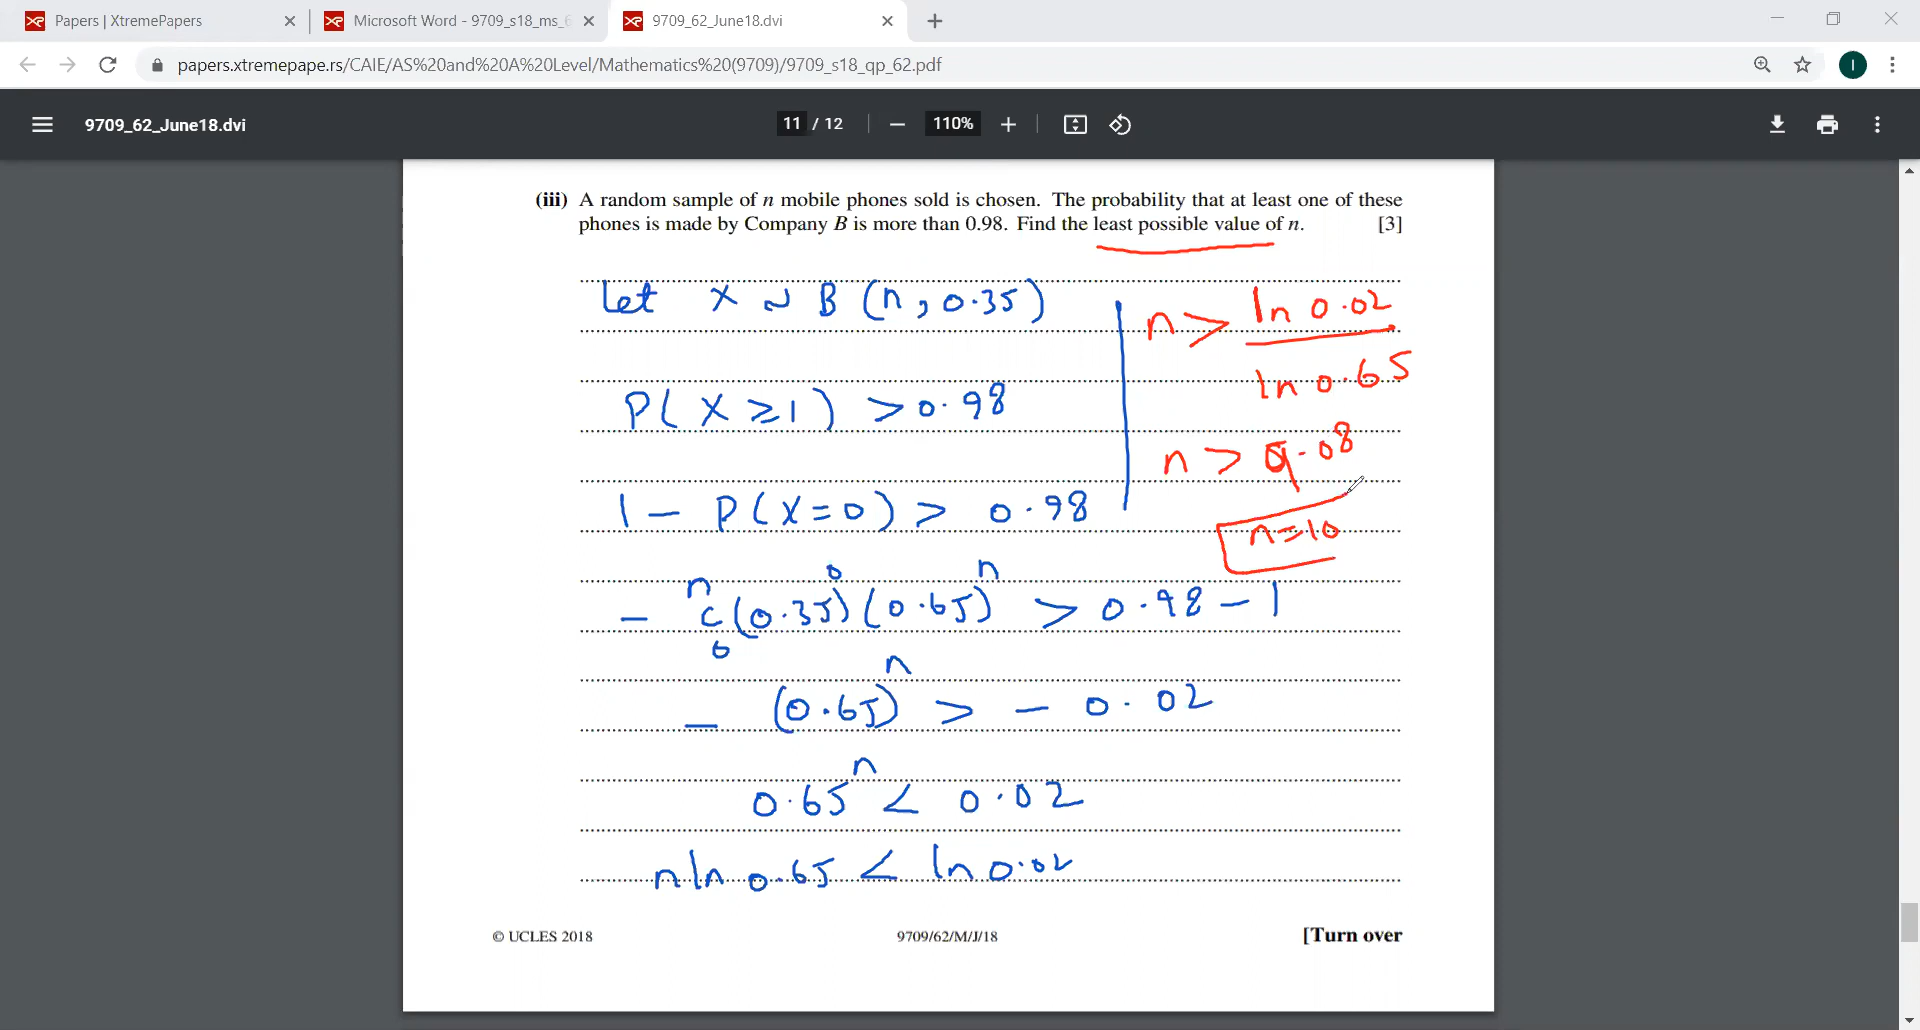 Papers | XtremePapers
Microsoft Word - 9709_s18_ms_6
9709_62_June18.dvi
papers.xtremepape.rs/CAIE/AS%20and%20A%20Level/Mathematics%20(9709)/9709_s18_qp_62.pdf
I
9709_62_June18.dvi
11 / 12
110%
(iii) A random sample of n mobile phones sold is chosen. The probability that at least one of these
phones is made by Company B is more than 0.98. Find the least possible value of n. [3]
Let X ~ B (n, 0.35)
P( X ≥ 1 ) > 0.98
1 – P( X = 0 ) > 0.98
– ⁿC₀ (0.35)⁰ (0.65)ⁿ > 0.98 – 1
– (0.65)ⁿ > – 0.02
0.65ⁿ < 0.02
n ln 0.65 < ln 0.02
n > ln 0.02
ln 0.65
n > 9.08
n = 10
© UCLES 2018
9709/62/M/J/18
[Turn over